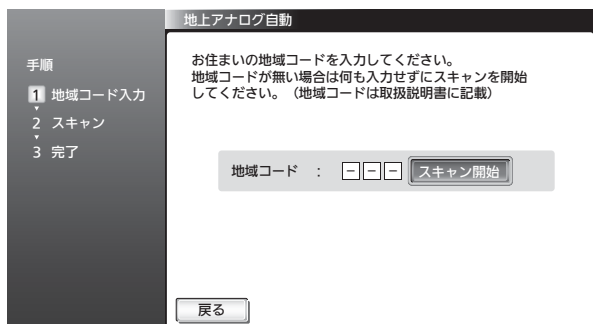 地上アナログ自動
手順
1 地域コード入力
2 スキャン
3 完了
お住まいの地域コードを入力してください。
地域コードが無い場合は何も入力せずにスキャンを開始
してください。（地域コードは取扱説明書に記載）
地域コード ： － － － スキャン開始
戻る